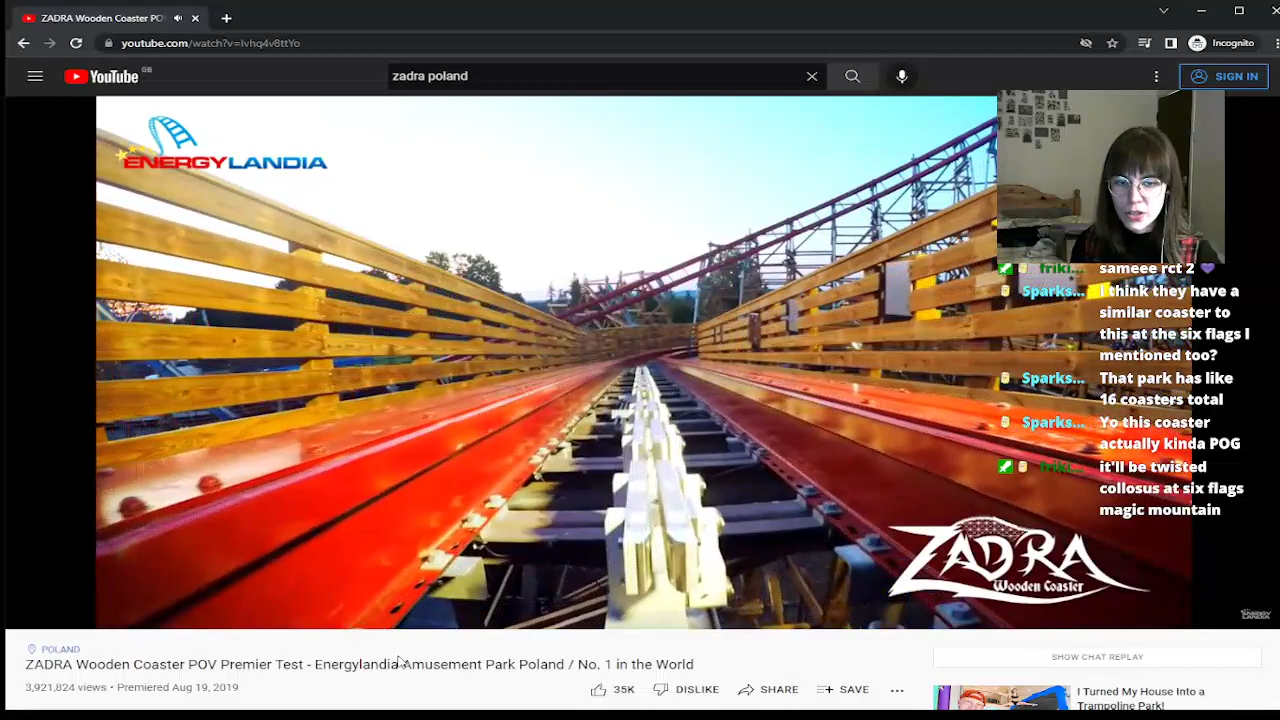 ZADRA Wooden Coaster PO
youtube.com/watch?v=lvhq4v8ttYo
Incognito
YouTube GB
zadra poland
SIGN IN
ENERGYLANDIA
friki... sameee rct 2 💜
Sparks... I think they have a
similar coaster to
this at the six flags I
mentioned too?
Sparks... That park has like
16 coasters total
Sparks... Yo this coaster
actually kinda POG
friki... it'll be twisted
collosus at six flags
magic mountain
ZADRA
Wooden Coaster
ENERGY
LANDIA
POLAND
ZADRA Wooden Coaster POV Premier Test - Energylandia Amusement Park Poland / No. 1 in the World
3,921,824 views • Premiered Aug 19, 2019
35K DISLIKE SHARE SAVE
SHOW CHAT REPLAY
I Turned My House Into a
Trampoline Park!